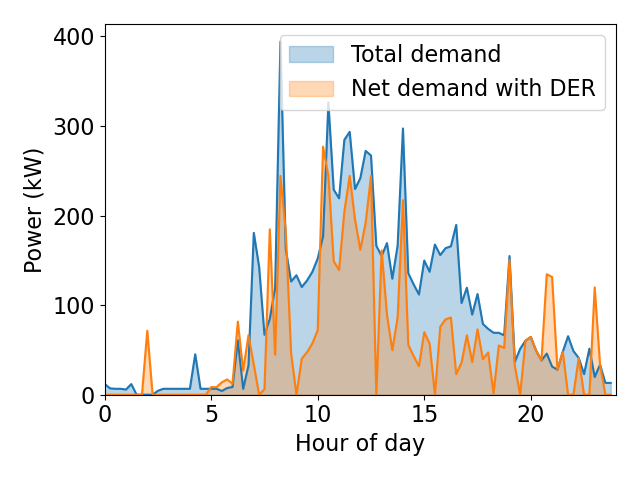 Total demand
Net demand with DER
Power (kW)
400
300
200
100
0
0 5 10 15 20
Hour of day